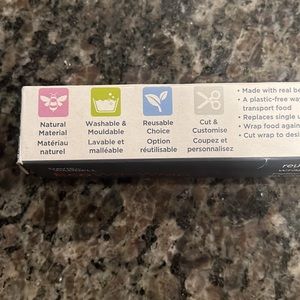 Natural
Material
Matériau
naturel
Washable &
Mouldable
Lavable et
malléable
Reusable
Choice
Option
réutilisable
Cut &
Customise
Coupez et
personnalisez
• Made with real be
• A plastic-free wa
transport food
• Replaces single u
• Wrap food again
• Cut wrap to desi
reu